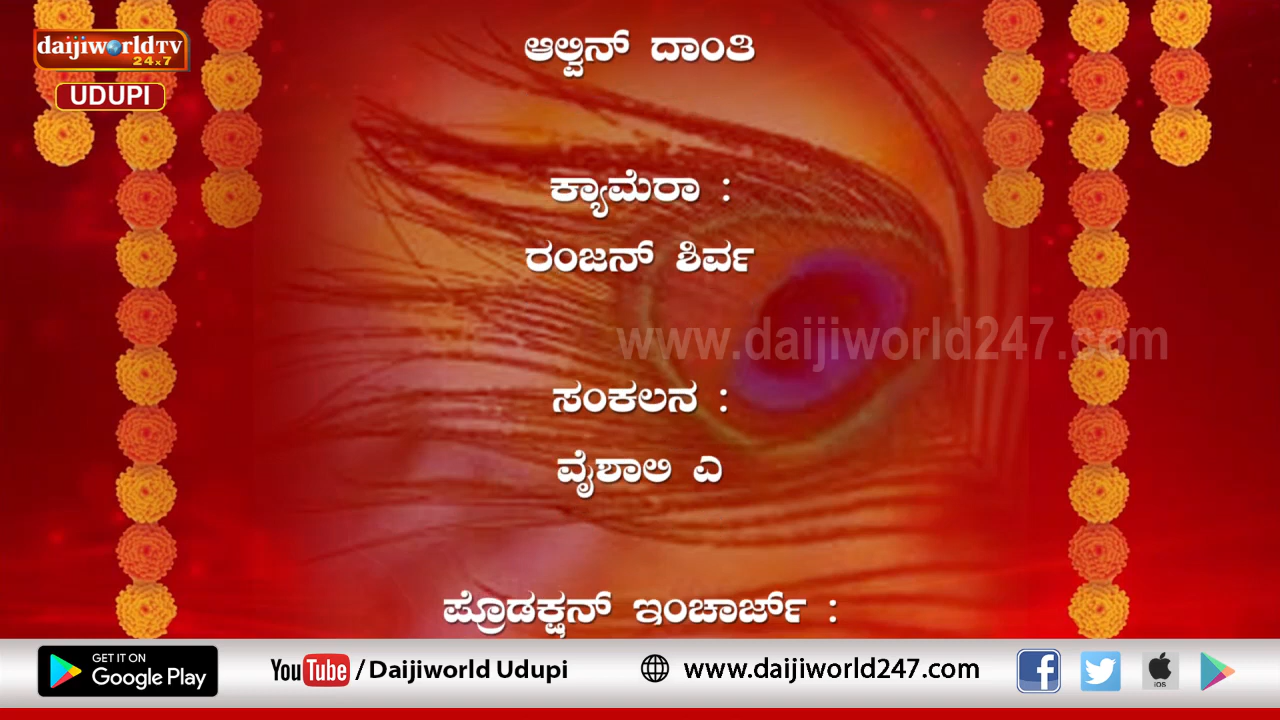 daijiworldTV
24x7
UDUPI
ಆಲ್ವಿನ್ ದಾಂತಿ
ಕ್ಯಾಮೆರಾ :
ರಂಜನ್ ಶಿರ್ವ
www.daijiworld247.com
ಸಂಕಲನ :
ವೈಶಾಲಿ ಎ
ಪ್ರೊಡಕ್ಷನ್ ಇಂಚಾರ್ಜ್ :
GET IT ON
Google Play
YouTube /Daijiworld Udupi
www.daijiworld247.com
iOS